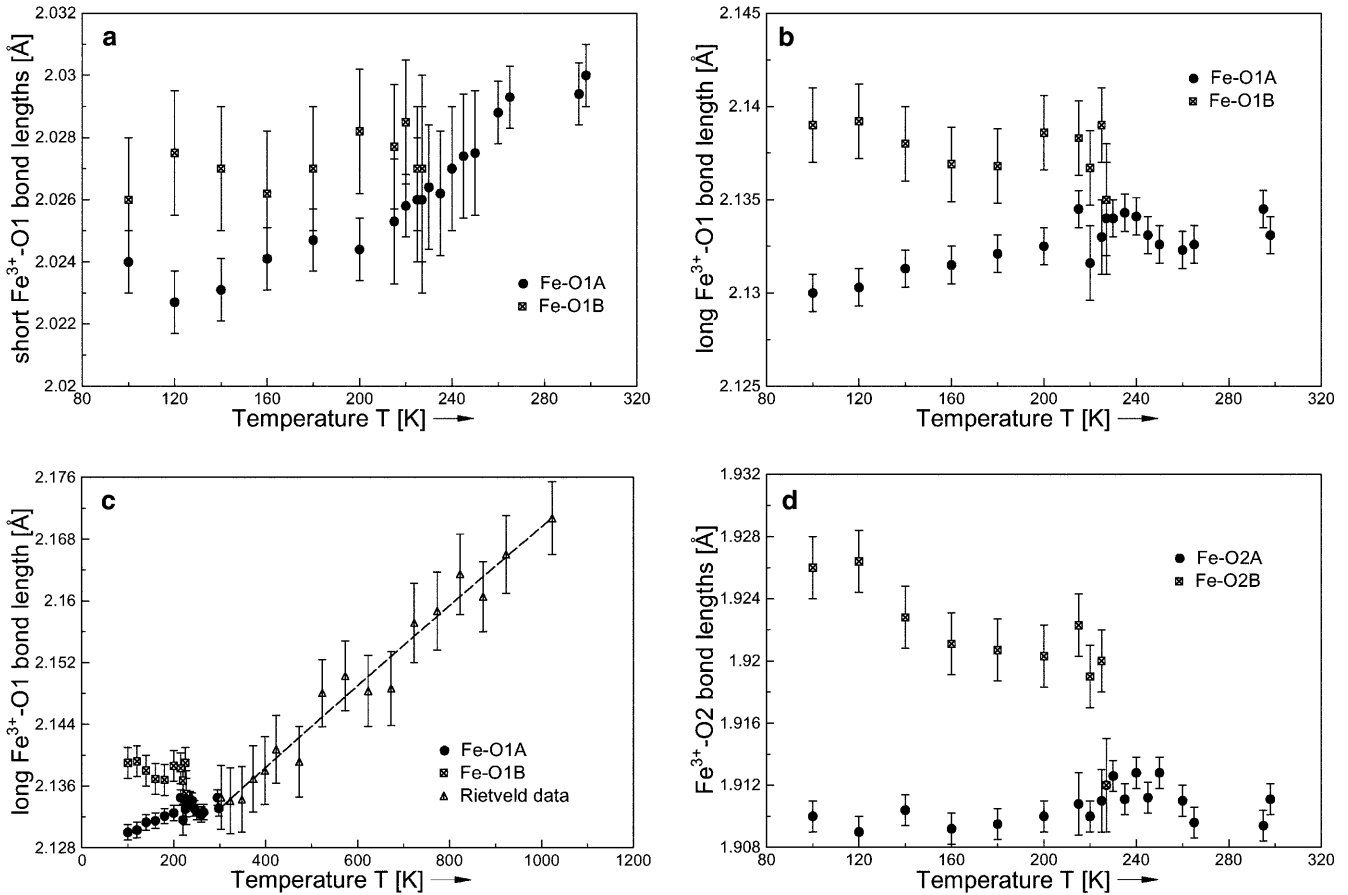 a
short Fe³⁺-O1 bond lengths [Å]
2.032
2.03
2.028
2.026
2.024
2.022
2.02
Fe-O1A
Fe-O1B
80 120 160 200 240 280 320
Temperature T [K]
b
long Fe³⁺-O1 bond length [Å]
2.145
2.14
2.135
2.13
2.125
Fe-O1A
Fe-O1B
80 120 160 200 240 280 320
Temperature T [K]
c
long Fe³⁺-O1 bond length [Å]
2.176
2.168
2.16
2.152
2.144
2.136
2.128
Fe-O1A
Fe-O1B
Rietveld data
0 200 400 600 800 1000 1200
Temperature T [K]
d
Fe³⁺-O2 bond lengths [Å]
1.932
1.928
1.924
1.92
1.916
1.912
1.908
Fe-O2A
Fe-O2B
80 120 160 200 240 280 320
Temperature T [K]